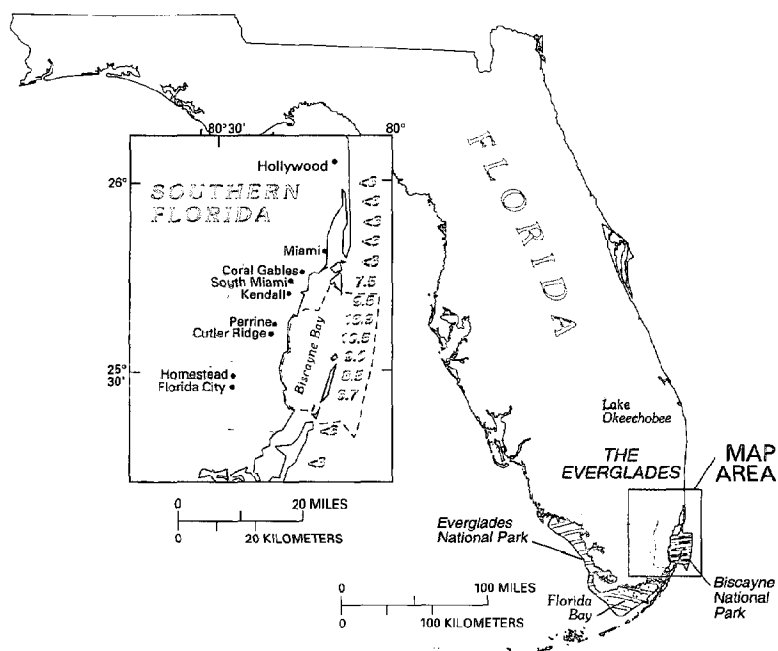 80°30'
80°
Hollywood
26°
SOUTHERN
FLORIDA
Miami
Coral Gables
South Miami
Kendall
7.5
Perrine
Cutler Ridge
Biscayne Bay
Homestead
Florida City
25°
30'
0 20 MILES
0 20 KILOMETERS
FLORIDA
Lake
Okeechobee
THE
EVERGLADES
MAP
AREA
Everglades
National Park
Biscayne
National
Park
Florida
Bay
0 100 MILES
0 100 KILOMETERS